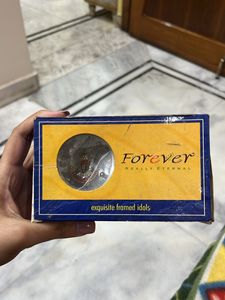 Forever
REALLY ETERNAL
exquisite framed idols